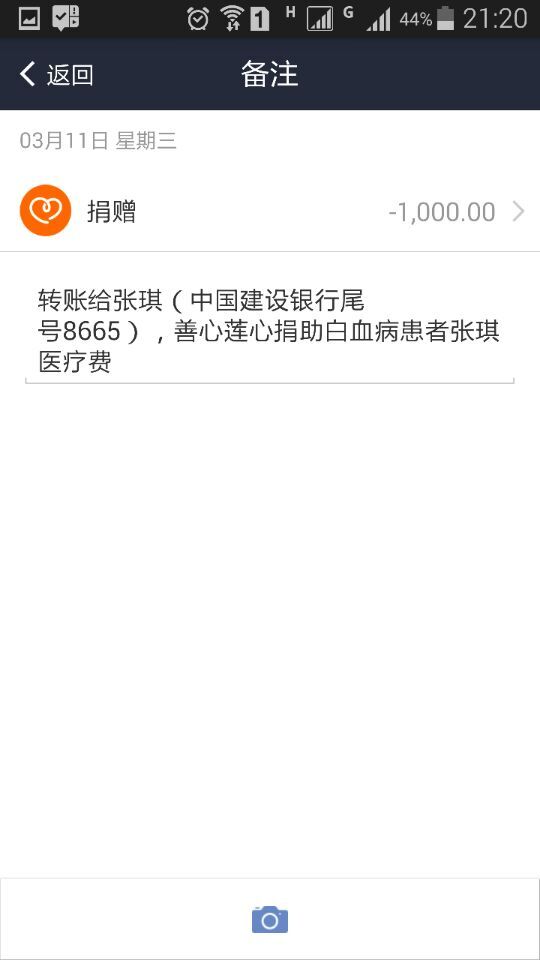 1 H G 44% 21:20
返回 备注
03月11日 星期三
捐赠 -1,000.00
转账给张琪（中国建设银行尾
号8665），善心莲心捐助白血病患者张琪
医疗费